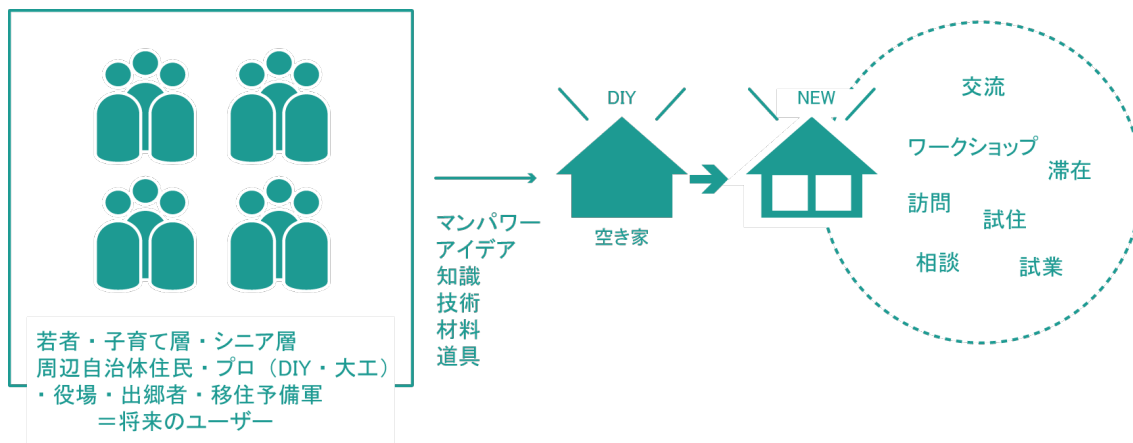 若者・子育て層・シニア層
周辺自治体住民・プロ（DIY・大工）
・役場・出郷者・移住予備軍
＝将来のユーザー
マンパワー
アイデア
知識
技術
材料
道具
DIY
空き家
NEW
交流
ワークショップ
滞在
訪問
試住
相談
試業